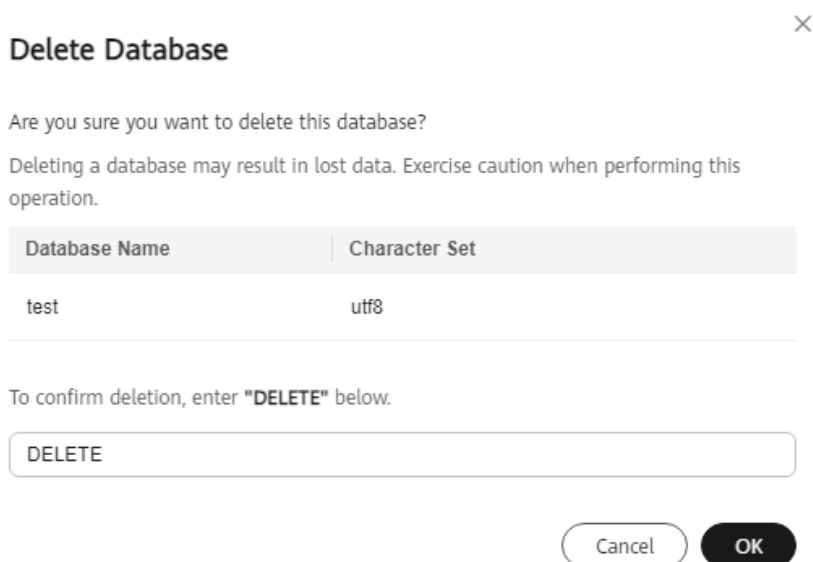 Delete Database
Are you sure you want to delete this database?
Deleting a database may result in lost data. Exercise caution when performing this
operation.
Database Name Character Set
test utf8
To confirm deletion, enter "DELETE" below.
DELETE
Cancel OK